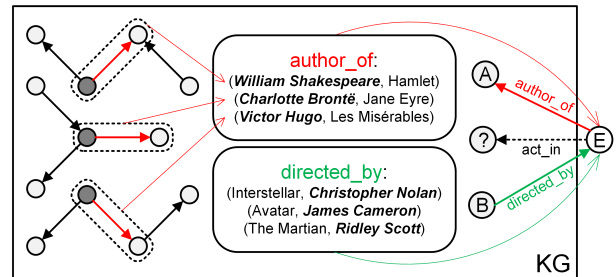 author_of:
(William Shakespeare, Hamlet)
(Charlotte Brontë, Jane Eyre)
(Victor Hugo, Les Misérables)
directed_by:
(Interstellar, Christopher Nolan)
(Avatar, James Cameron)
(The Martian, Ridley Scott)
A
author_of
?
act_in
E
B
directed_by
KG